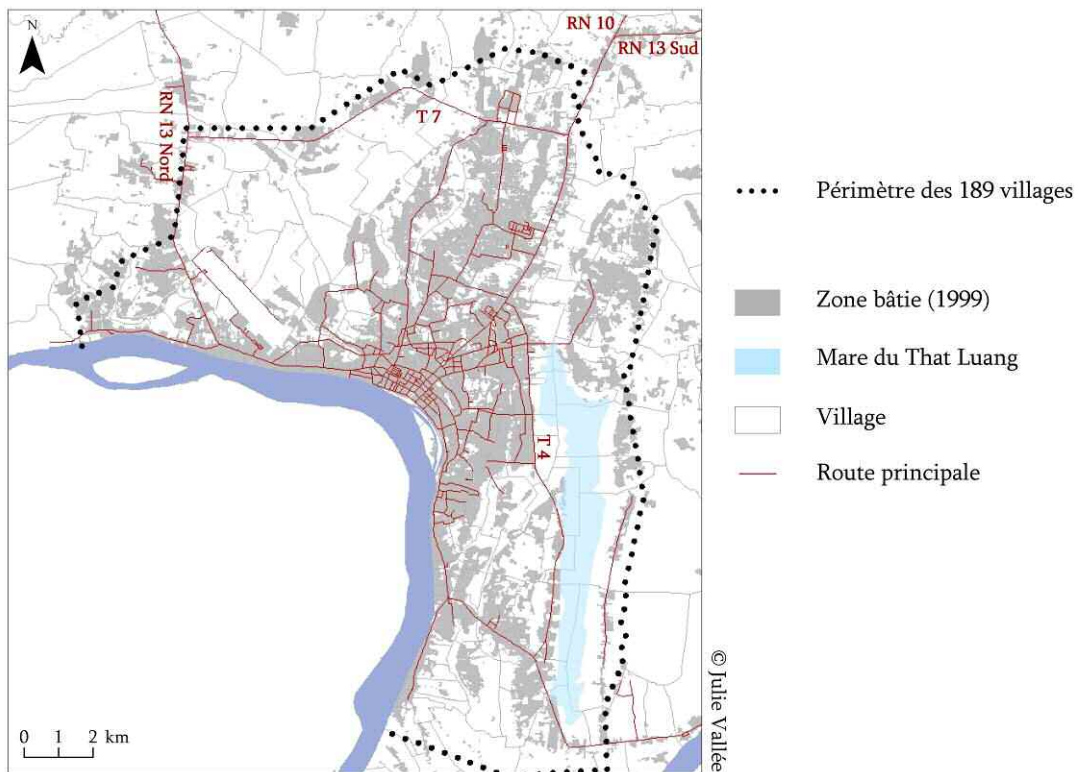 N
RN 10
RN 13 Sud
RN 13 Nord
T 7
T 4
0 1 2 km
© Julie Vallée
Périmètre des 189 villages
Zone bâtie (1999)
Mare du That Luang
Village
Route principale